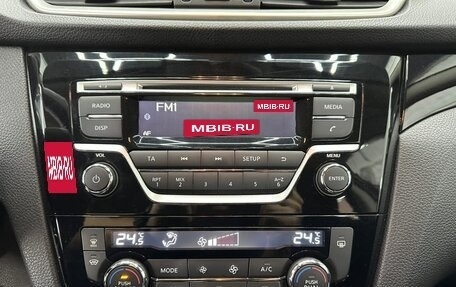 FM1
MBIB·RU
RADIO
MEDIA
DISP
AF
MBIB·RU
VOL
TA
SETUP
MENU
MBIB·RU
RPT
MIX
2
3
4
5
A-Z
6
ENTER
24.5
24.5
MODE
A/C
PUSH
PUSH